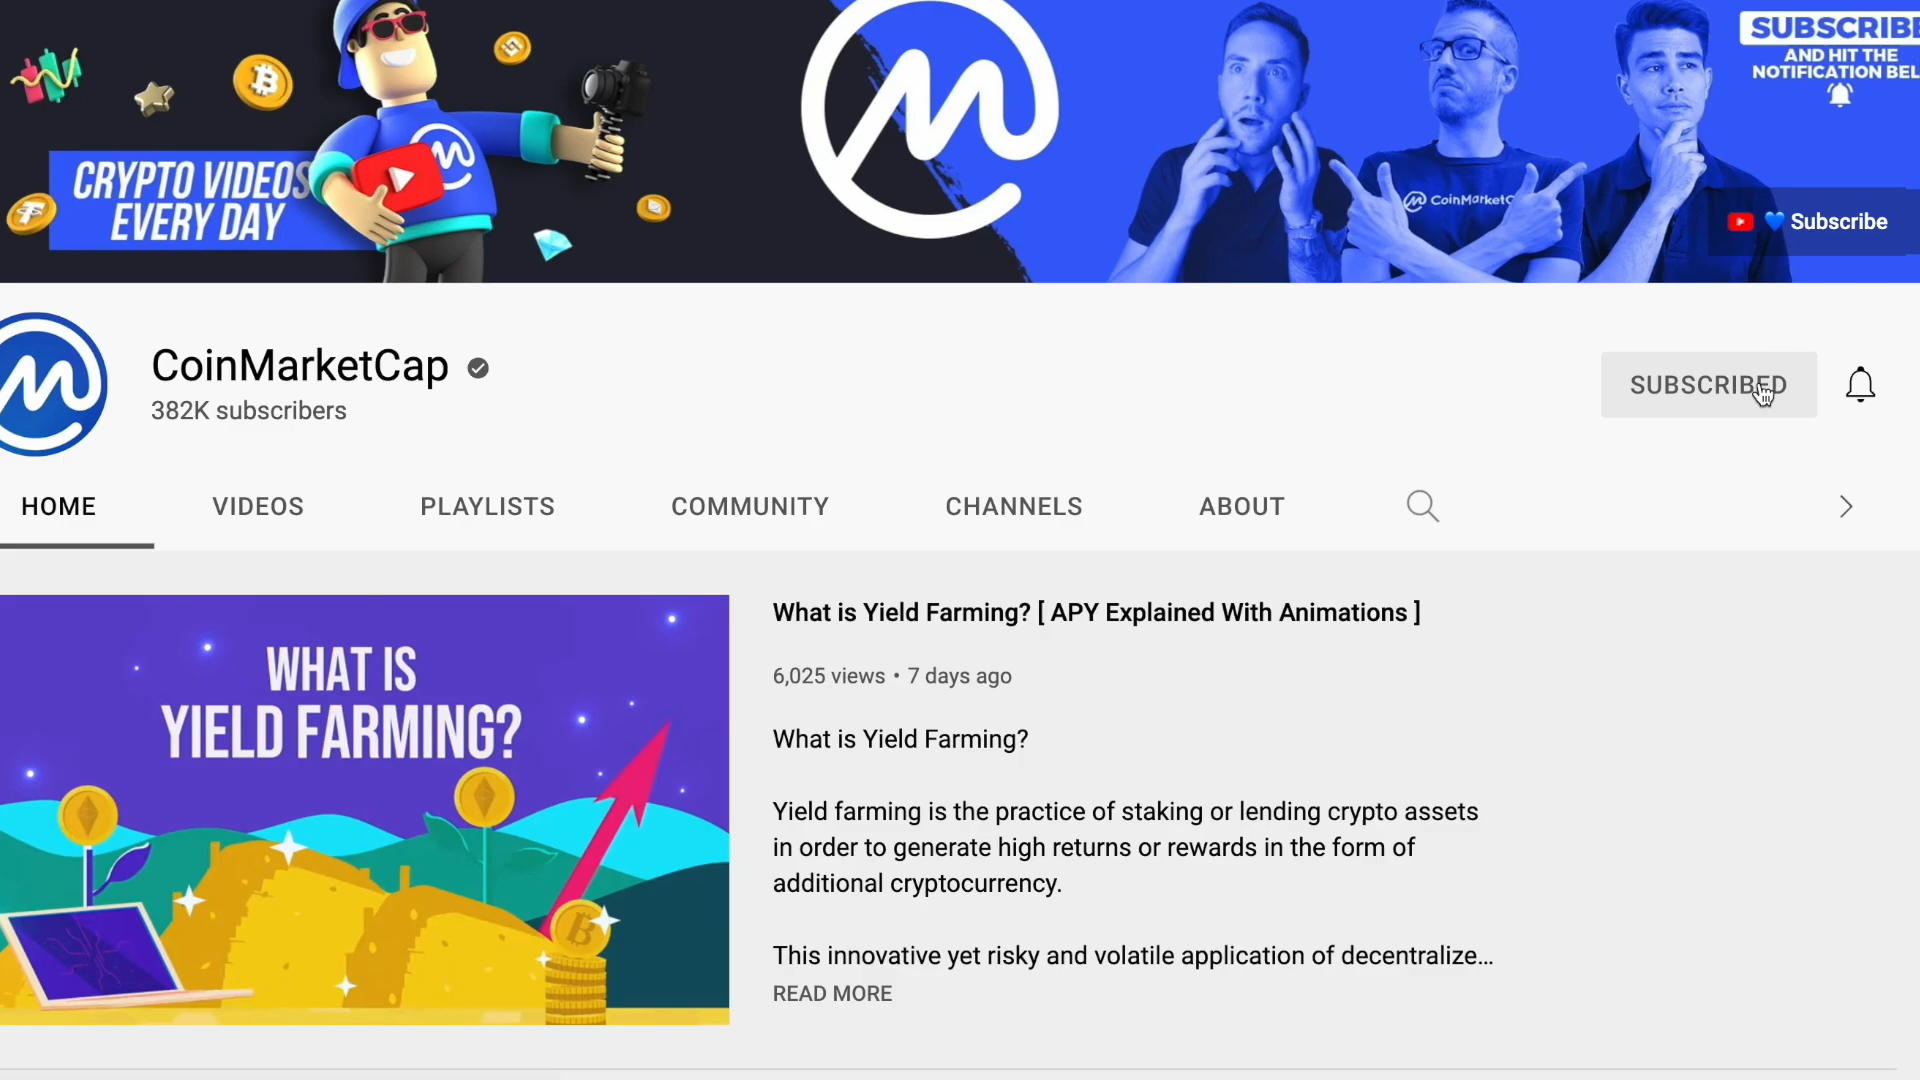 SUBSCRIBE
AND HIT THE
NOTIFICATION BEL
CRYPTO VIDEOS
EVERY DAY
CoinMarketC
Subscribe
CoinMarketCap
382K subscribers
SUBSCRIBED
HOME
VIDEOS
PLAYLISTS
COMMUNITY
CHANNELS
ABOUT
WHAT IS
YIELD FARMING?
What is Yield Farming? [ APY Explained With Animations ]
6,025 views • 7 days ago
What is Yield Farming?
Yield farming is the practice of staking or lending crypto assets
in order to generate high returns or rewards in the form of
additional cryptocurrency.
This innovative yet risky and volatile application of decentralize...
READ MORE